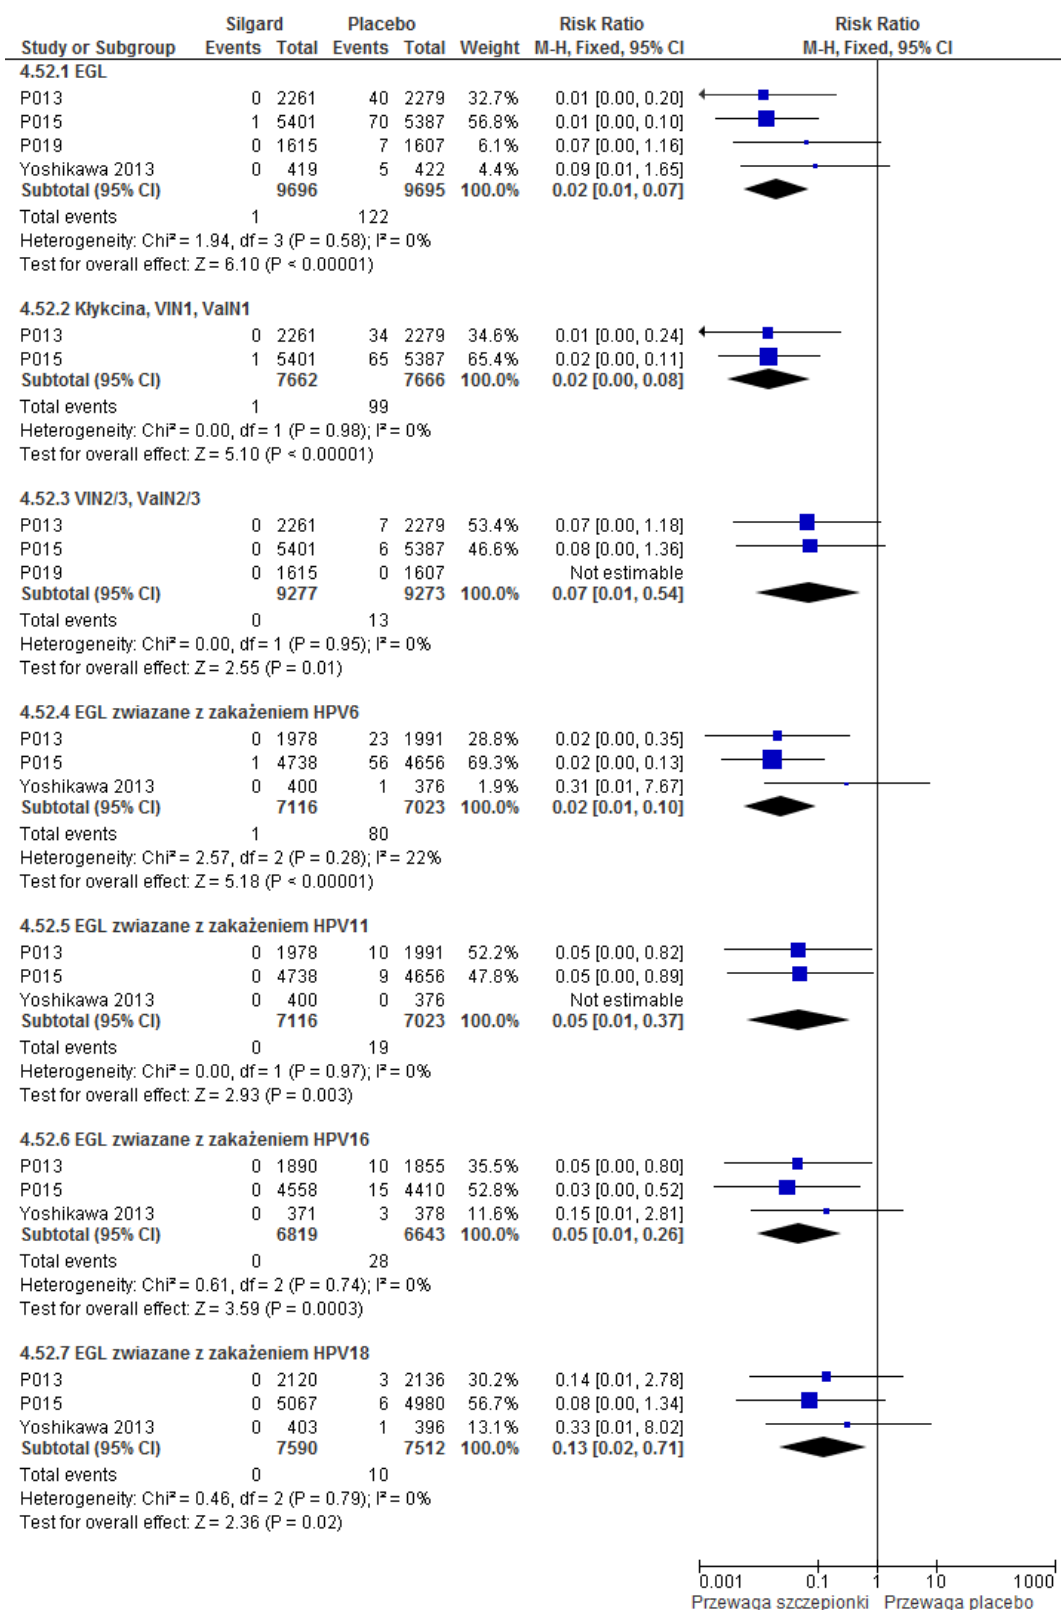 Silgard Placebo Risk Ratio Risk Ratio
Study or Subgroup Events Total Events Total Weight M-H, Fixed, 95% CI M-H, Fixed, 95% CI
4.52.1 EGL
P013 0 2261 40 2279 32.7% 0.01 [0.00, 0.20]
P015 1 5401 70 5387 56.8% 0.01 [0.00, 0.10]
P019 0 1615 7 1607 6.1% 0.07 [0.00, 1.16]
Yoshikawa 2013 0 419 5 422 4.4% 0.09 [0.01, 1.65]
Subtotal (95% CI) 9696 9695 100.0% 0.02 [0.01, 0.07]
Total events 1 122
Heterogeneity: Chi² = 1.94, df = 3 (P = 0.58); I² = 0%
Test for overall effect: Z = 6.10 (P < 0.00001)
4.52.2 Kłykcina, VIN1, VaIN1
P013 0 2261 34 2279 34.6% 0.01 [0.00, 0.24]
P015 1 5401 65 5387 65.4% 0.02 [0.00, 0.11]
Subtotal (95% CI) 7662 7666 100.0% 0.02 [0.00, 0.08]
Total events 1 99
Heterogeneity: Chi² = 0.00, df = 1 (P = 0.98); I² = 0%
Test for overall effect: Z = 5.10 (P < 0.00001)
4.52.3 VIN2/3, VaIN2/3
P013 0 2261 7 2279 53.4% 0.07 [0.00, 1.18]
P015 0 5401 6 5387 46.6% 0.08 [0.00, 1.36]
P019 0 1615 0 1607 Not estimable
Subtotal (95% CI) 9277 9273 100.0% 0.07 [0.01, 0.54]
Total events 0 13
Heterogeneity: Chi² = 0.00, df = 1 (P = 0.95); I² = 0%
Test for overall effect: Z = 2.55 (P = 0.01)
4.52.4 EGL zwiazane z zakażeniem HPV6
P013 0 1978 23 1991 28.8% 0.02 [0.00, 0.35]
P015 1 4738 56 4656 69.3% 0.02 [0.00, 0.13]
Yoshikawa 2013 0 400 1 376 1.9% 0.31 [0.01, 7.67]
Subtotal (95% CI) 7116 7023 100.0% 0.02 [0.01, 0.10]
Total events 1 80
Heterogeneity: Chi² = 2.57, df = 2 (P = 0.28); I² = 22%
Test for overall effect: Z = 5.18 (P < 0.00001)
4.52.5 EGL zwiazane z zakażeniem HPV11
P013 0 1978 10 1991 52.2% 0.05 [0.00, 0.82]
P015 0 4738 9 4656 47.8% 0.05 [0.00, 0.89]
Yoshikawa 2013 0 400 0 376 Not estimable
Subtotal (95% CI) 7116 7023 100.0% 0.05 [0.01, 0.37]
Total events 0 19
Heterogeneity: Chi² = 0.00, df = 1 (P = 0.97); I² = 0%
Test for overall effect: Z = 2.93 (P = 0.003)
4.52.6 EGL zwiazane z zakażeniem HPV16
P013 0 1890 10 1855 35.5% 0.05 [0.00, 0.80]
P015 0 4558 15 4410 52.8% 0.03 [0.00, 0.52]
Yoshikawa 2013 0 371 3 378 11.6% 0.15 [0.01, 2.81]
Subtotal (95% CI) 6819 6643 100.0% 0.05 [0.01, 0.26]
Total events 0 28
Heterogeneity: Chi² = 0.61, df = 2 (P = 0.74); I² = 0%
Test for overall effect: Z = 3.59 (P = 0.0003)
4.52.7 EGL zwiazane z zakażeniem HPV18
P013 0 2120 3 2136 30.2% 0.14 [0.01, 2.78]
P015 0 5067 6 4980 56.7% 0.08 [0.00, 1.34]
Yoshikawa 2013 0 403 1 396 13.1% 0.33 [0.01, 8.02]
Subtotal (95% CI) 7590 7512 100.0% 0.13 [0.02, 0.71]
Total events 0 10
Heterogeneity: Chi² = 0.46, df = 2 (P = 0.79); I² = 0%
Test for overall effect: Z = 2.36 (P = 0.02)
0.001 0.1 1 10 1000
Przewaga szczepionki Przewaga placebo